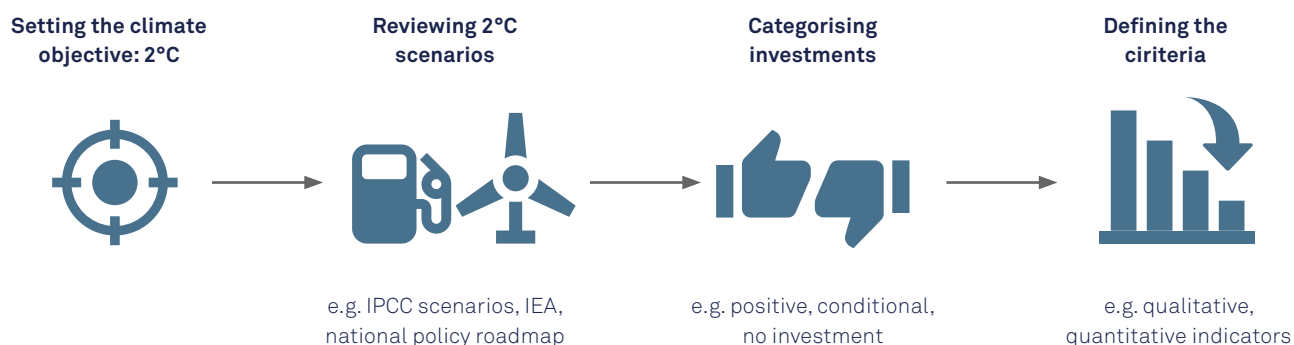 Setting the climate
objective: 2°C
Reviewing 2°C
scenarios
Categorising
investments
Defining the
ciriteria
e.g. IPCC scenarios, IEA,
national policy roadmap
e.g. positive, conditional,
no investment
e.g. qualitative,
quantitative indicators